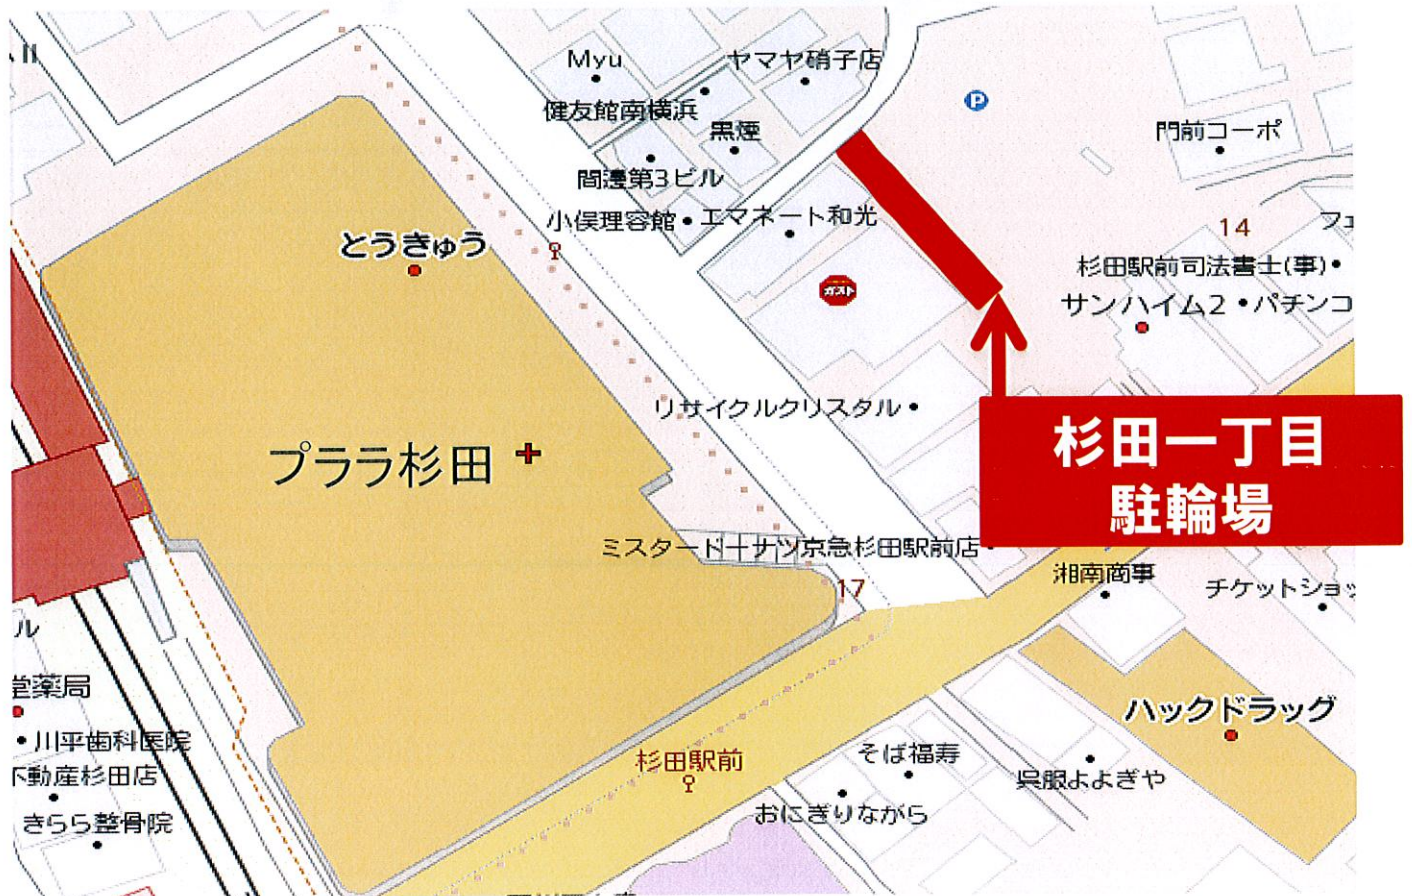 II
Myu
ヤマヤ硝子店
健友館南横浜
黒煙
P
門前コーポ
間邊第3ビル
小俣理容館
エマネート和光
14
とうきゅう
杉田駅前司法書士(事)
ガスト
サンハイム2
パチンコ
リサイクルクリスタル
杉田一丁目
駐輪場
プララ杉田
ミスタードーナツ京急杉田駅前店
17
湘南商事
チケットショッ
ル
堂薬局
川平歯科医院
不動産杉田店
きらら整骨院
ハックドラッグ
杉田駅前
そば福寿
呉服よよぎや
おにぎりながら